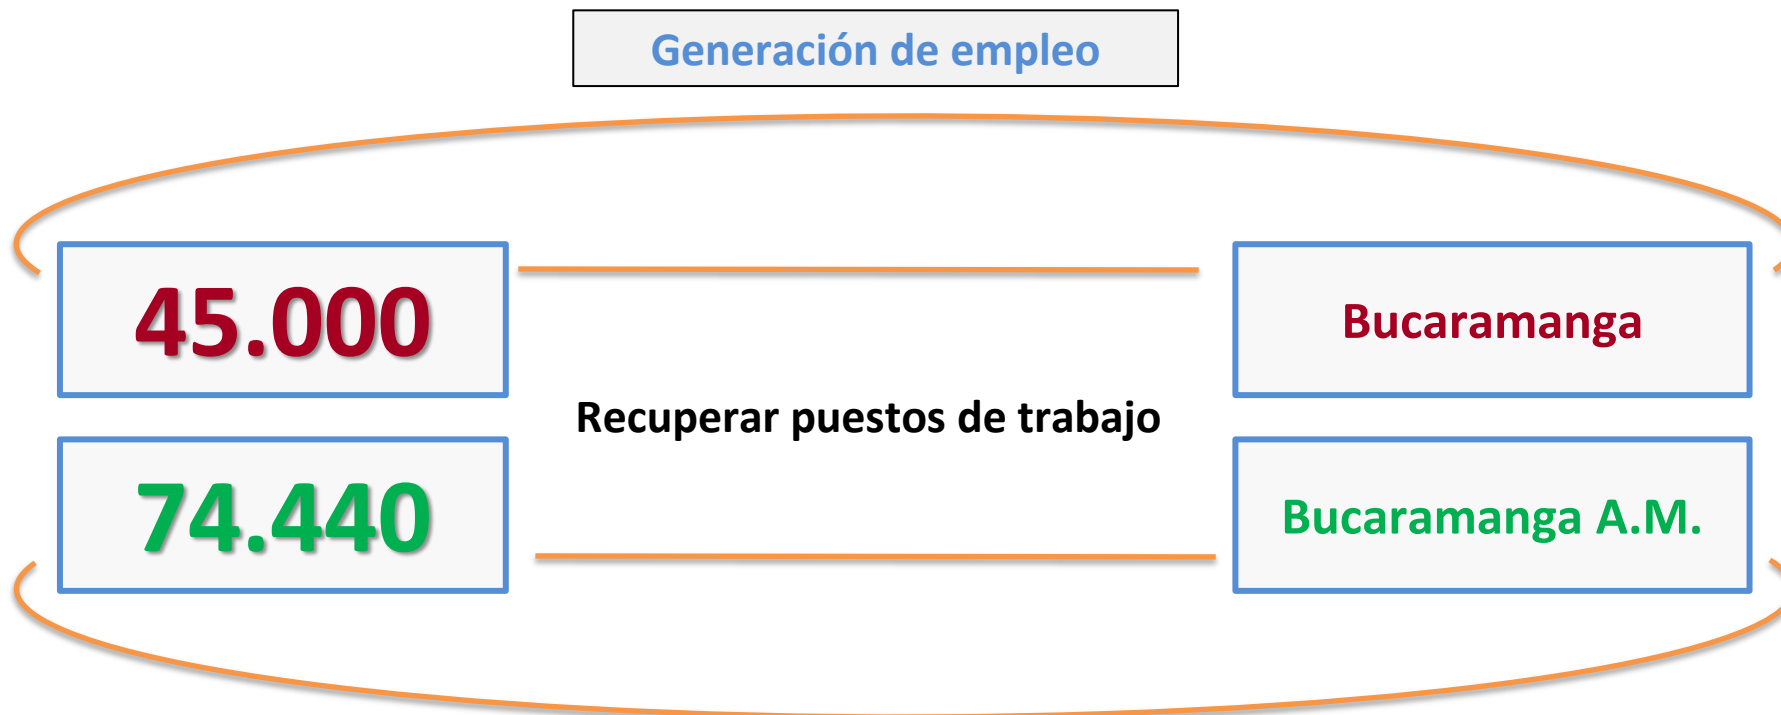 Generación de empleo
45.000
Bucaramanga
Recuperar puestos de trabajo
74.440
Bucaramanga A.M.